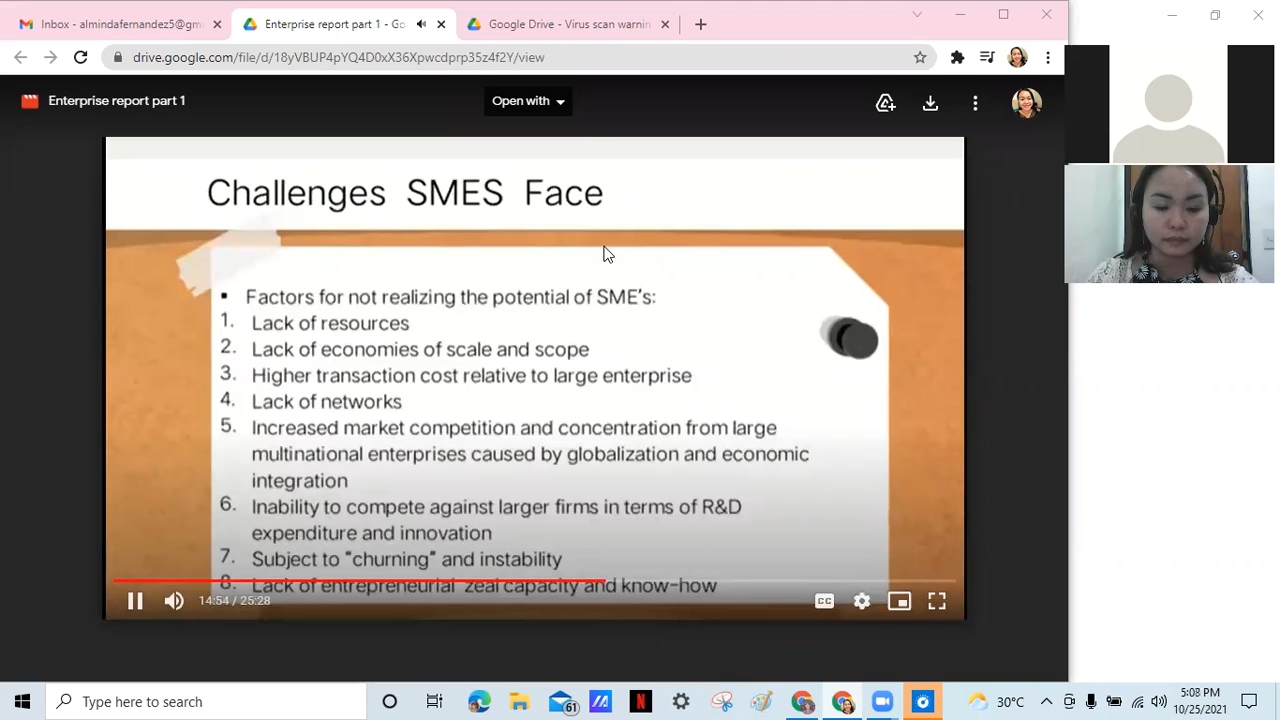 Inbox - almindafernandez5@gm
Enterprise report part 1 - Go
Google Drive - Virus scan warnin
drive.google.com/file/d/18yVBUP4pYQ4D0xX36Xpwcdprp35z4f2Y/view
Enterprise report part 1
Open with
Challenges SMES Face
▪ Factors for not realizing the potential of SME's:
1. Lack of resources
2. Lack of economies of scale and scope
3. Higher transaction cost relative to large enterprise
4. Lack of networks
5. Increased market competition and concentration from large
multinational enterprises caused by globalization and economic
integration
6. Inability to compete against larger firms in terms of R&D
expenditure and innovation
7. Subject to "churning" and instability
8. Lack of entrepreneurial zeal capacity and know-how
14:54 / 25:28
CC
Type here to search
61
N
30°C
5:08 PM
10/25/2021